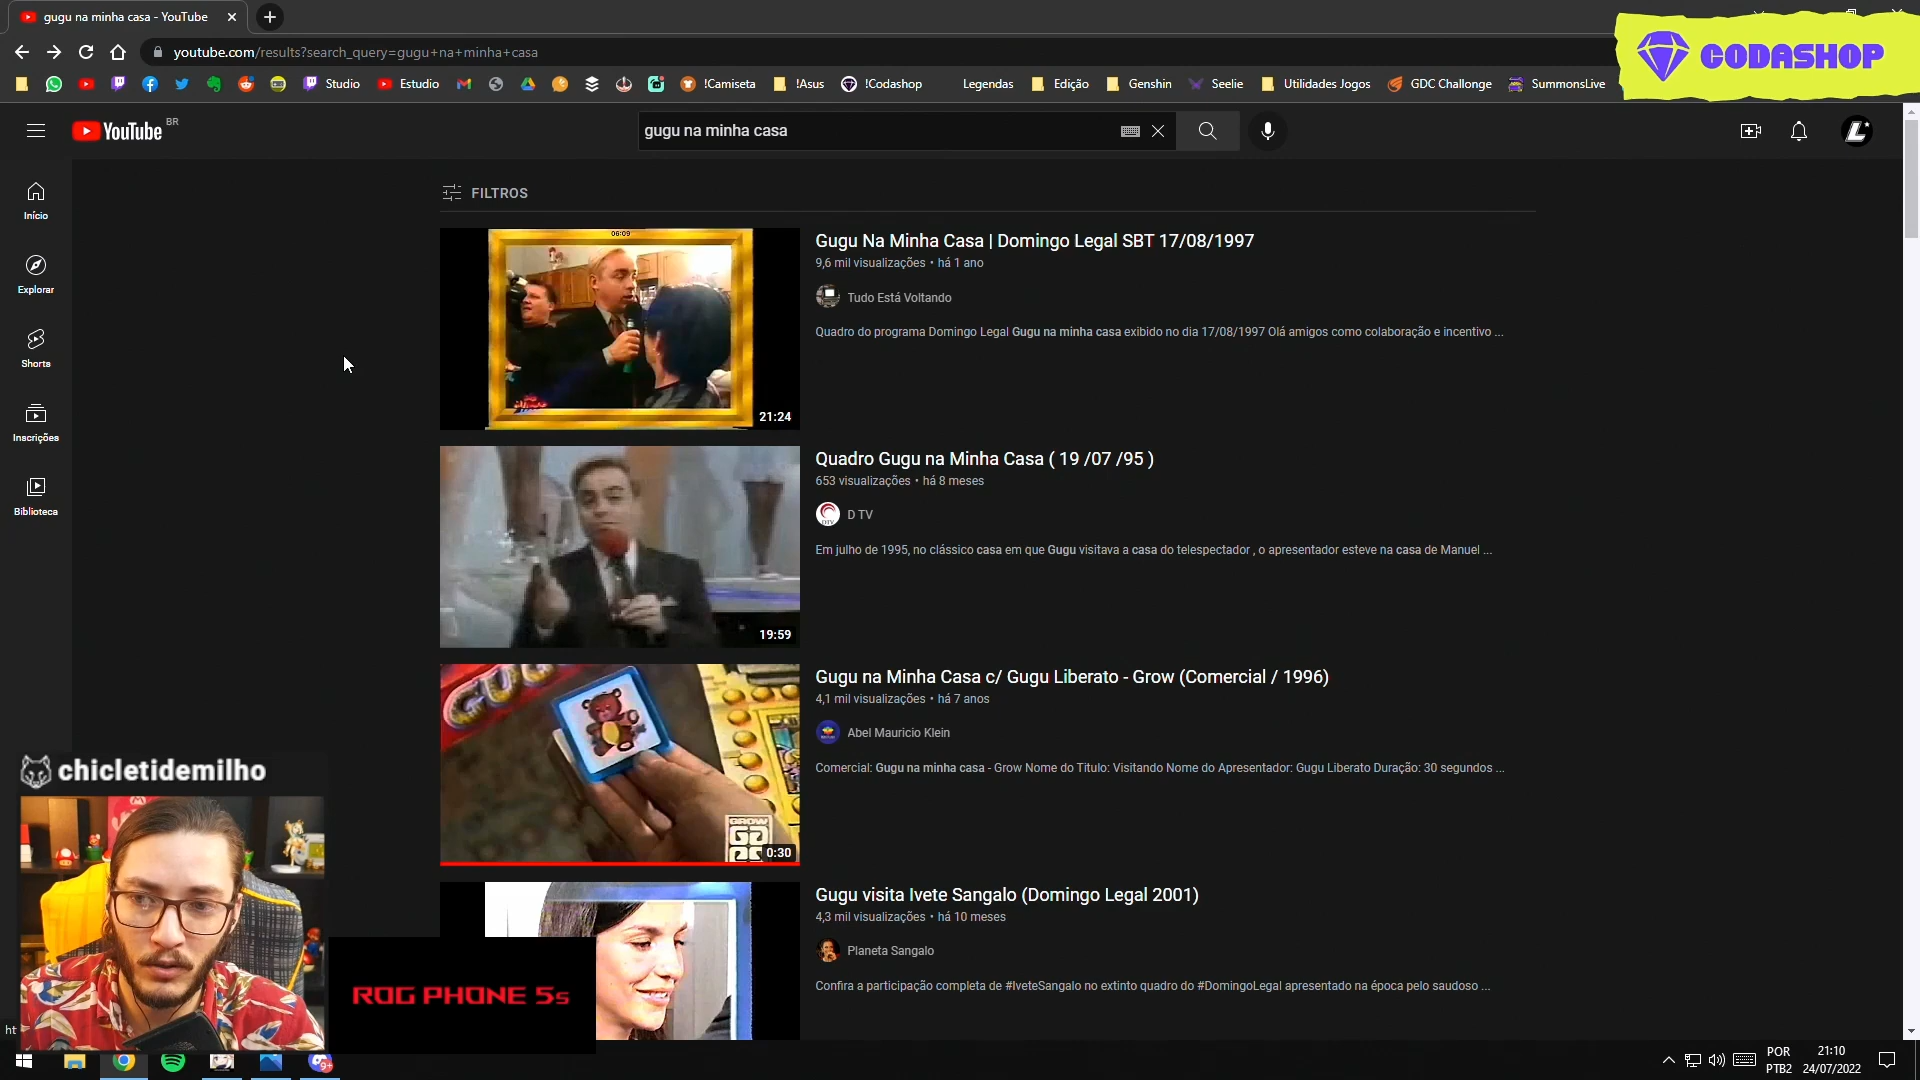 gugu na minha casa - YouTube
youtube.com/results?search_query=gugu+na+minha+casa
Studio
Estudio
!Camiseta
!Asus
!Codashop
Legendas
Edição
Genshin
Seelie
Utilidades Jogos
GDC Challonge
SummonsLive
CODASHOP
YouTube BR
gugu na minha casa
FILTROS
Início
Explorar
Shorts
Inscrições
Biblioteca
06:09
21:24
Gugu Na Minha Casa | Domingo Legal SBT 17/08/1997
9,6 mil visualizações • há 1 ano
Tudo Está Voltando
Quadro do programa Domingo Legal Gugu na minha casa exibido no dia 17/08/1997 Olá amigos como colaboração e incentivo ...
19:59
Quadro Gugu na Minha Casa ( 19 /07 /95 )
653 visualizações • há 8 meses
DTV
D TV
Em julho de 1995, no clássico casa em que Gugu visitava a casa do telespectador , o apresentador esteve na casa de Manuel ...
GUGU
GROW
0:30
Gugu na Minha Casa c/ Gugu Liberato - Grow (Comercial / 1996)
4,1 mil visualizações • há 7 anos
Abel Mauricio Klein
Comercial: Gugu na minha casa - Grow Nome do Titulo: Visitando Nome do Apresentador: Gugu Liberato Duração: 30 segundos ...
Gugu visita Ivete Sangalo (Domingo Legal 2001)
4,3 mil visualizações • há 10 meses
Planeta Sangalo
Confira a participação completa de #IveteSangalo no extinto quadro do #DomingoLegal apresentado na época pelo saudoso ...
chicletidemilho
ROG PHONE 5s
ht
9+
POR
PTB2
21:10
24/07/2022